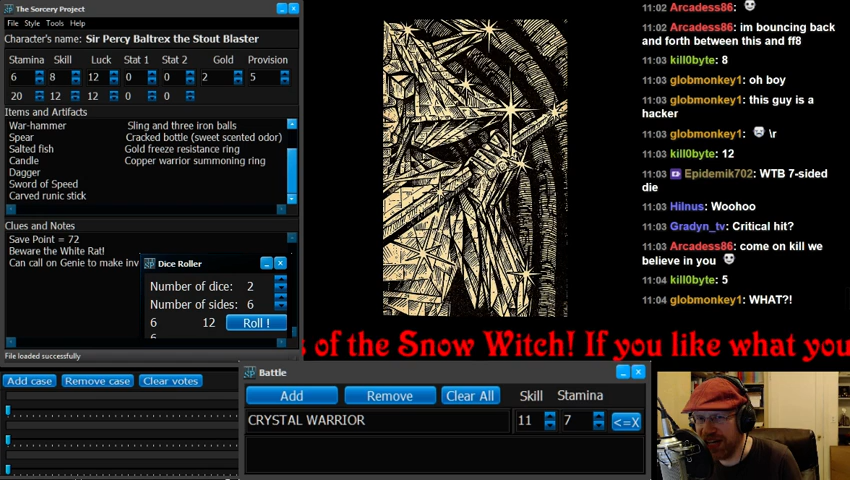 The Sorcery Project
File Style Tools Help
Character's name: Sir Percy Baltrex the Stout Blaster
Stamina Skill Luck Stat 1 Stat 2 Gold Provision
6 8 12 0 0 2 5
20 12 12 0 0
Items and Artifacts
War-hammer Sling and three iron balls
Spear Cracked bottle (sweet scented odor)
Salted fish Gold freeze resistance ring
Candle Copper warrior summoning ring
Dagger
Sword of Speed
Carved runic stick
Clues and Notes
Save Point = 72
Beware the White Rat!
Can call on Genie to make inv
Dice Roller
Number of dice: 2
Number of sides: 6
6 12 Roll !
6
File loaded successfully
Add case Remove case Clear votes
of the Snow Witch! If you like what you
Battle
Add Remove Clear All Skill Stamina
CRYSTAL WARRIOR 11 7 <=X
11:02 Arcadess86:
11:02 Arcadess86: im bouncing back
and forth between this and ff8
11:03 kill0byte: 8
11:03 globmonkey1: oh boy
11:03 globmonkey1: this guy is a
hacker
11:03 globmonkey1: \r
11:03 kill0byte: 12
11:03 Epidemik702: WTB 7-sided
die
11:03 Hilnus: Woohoo
11:03 Gradyn_tv: Critical hit?
11:03 Arcadess86: come on kill we
believe in you
11:04 kill0byte: 5
11:04 globmonkey1: WHAT?!